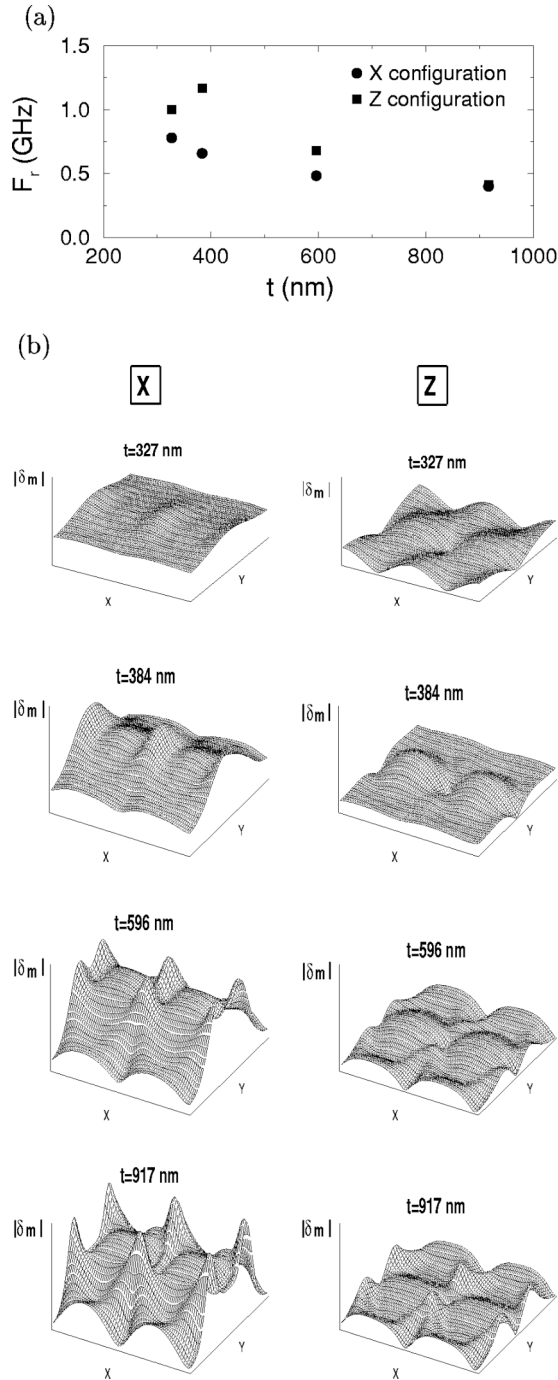 (a)
1.5
1.0
0.5
0.0
F_r (GHz)
X configuration
Z configuration
200 400 600 800 1000
t (nm)
(b)
X Z
t=327 nm t=327 nm
|δm| |δm|
X Y X Y
t=384 nm t=384 nm
|δm| |δm|
X Y X Y
t=596 nm t=596 nm
|δm| |δm|
X Y X Y
t=917 nm t=917 nm
|δm| |δm|
X Y X Y